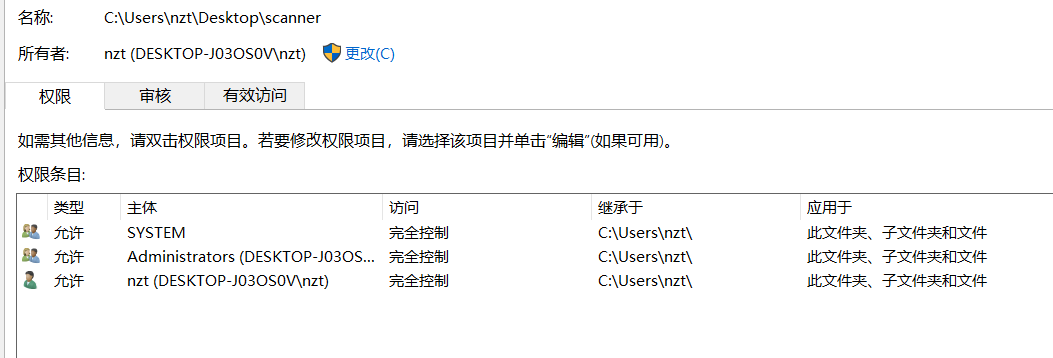 名称: C:\Users\nzt\Desktop\scanner
所有者: nzt (DESKTOP-J03OS0V\nzt) 更改(C)
权限 审核 有效访问
如需其他信息，请双击权限项目。若要修改权限项目，请选择该项目并单击“编辑”(如果可用)。
权限条目:
类型 主体 访问 继承于 应用于
允许 SYSTEM 完全控制 C:\Users\nzt\ 此文件夹、子文件夹和文件
允许 Administrators (DESKTOP-J03OS... 完全控制 C:\Users\nzt\ 此文件夹、子文件夹和文件
允许 nzt (DESKTOP-J03OS0V\nzt) 完全控制 C:\Users\nzt\ 此文件夹、子文件夹和文件